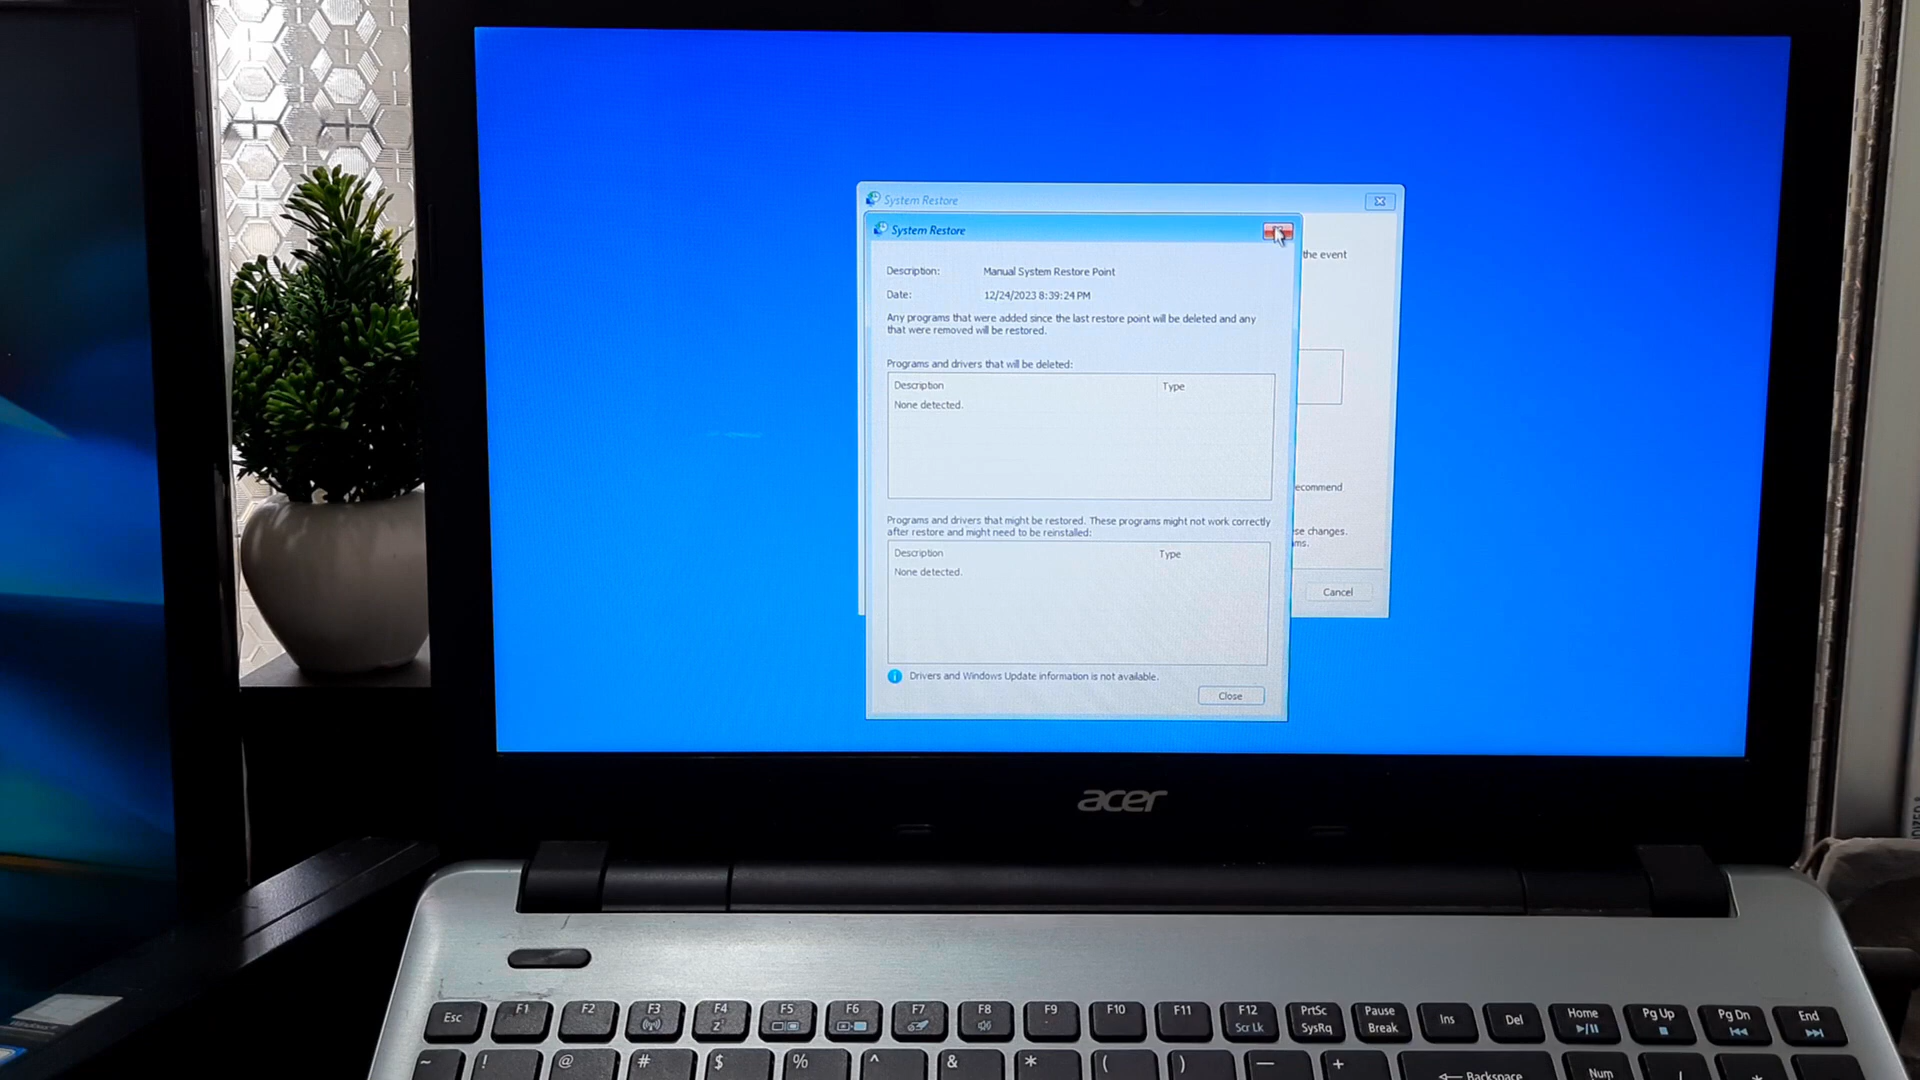 System Restore
System Restore
the event
Description: Manual System Restore Point
Date: 12/24/2023 8:39:24 PM
Any programs that were added since the last restore point will be deleted and any
that were removed will be restored.
Programs and drivers that will be deleted:
Description Type
None detected.
ecommend
Programs and drivers that might be restored. These programs might not work correctly
after restore and might need to be reinstalled:
se changes.
ms.
Description Type
None detected.
Cancel
Drivers and Windows Update information is not available.
Close
acer
Esc F1 F2 F3 F4 F5 F6 F7 F8 F9 F10 F11 F12 PrtSc Pause Ins Del Home Pg Up Pg Dn End
Scr Lk SysRq Break
~ ! @ # $ % ^ & * ( ) — + Backspace Num